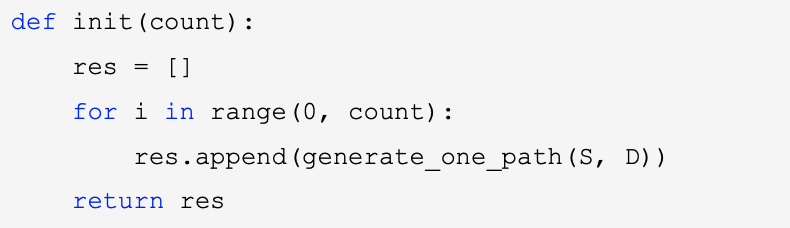 def init(count):
    res = []
    for i in range(0, count):
        res.append(generate_one_path(S, D))
    return res